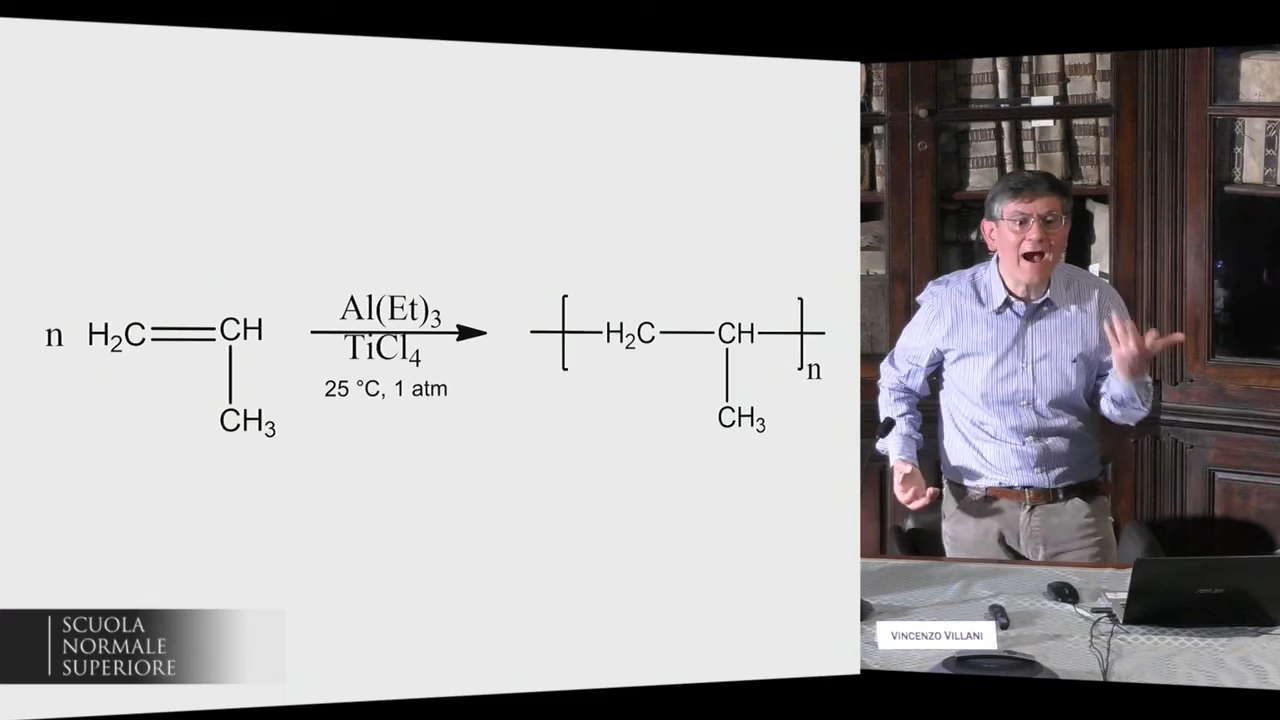 n H₂C=CH
CH₃
Al(Et)₃
TiCl₄
25 °C, 1 atm
[H₂C—CH]n
CH₃
SCUOLA
NORMALE
SUPERIORE
VINCENZO VILLANI